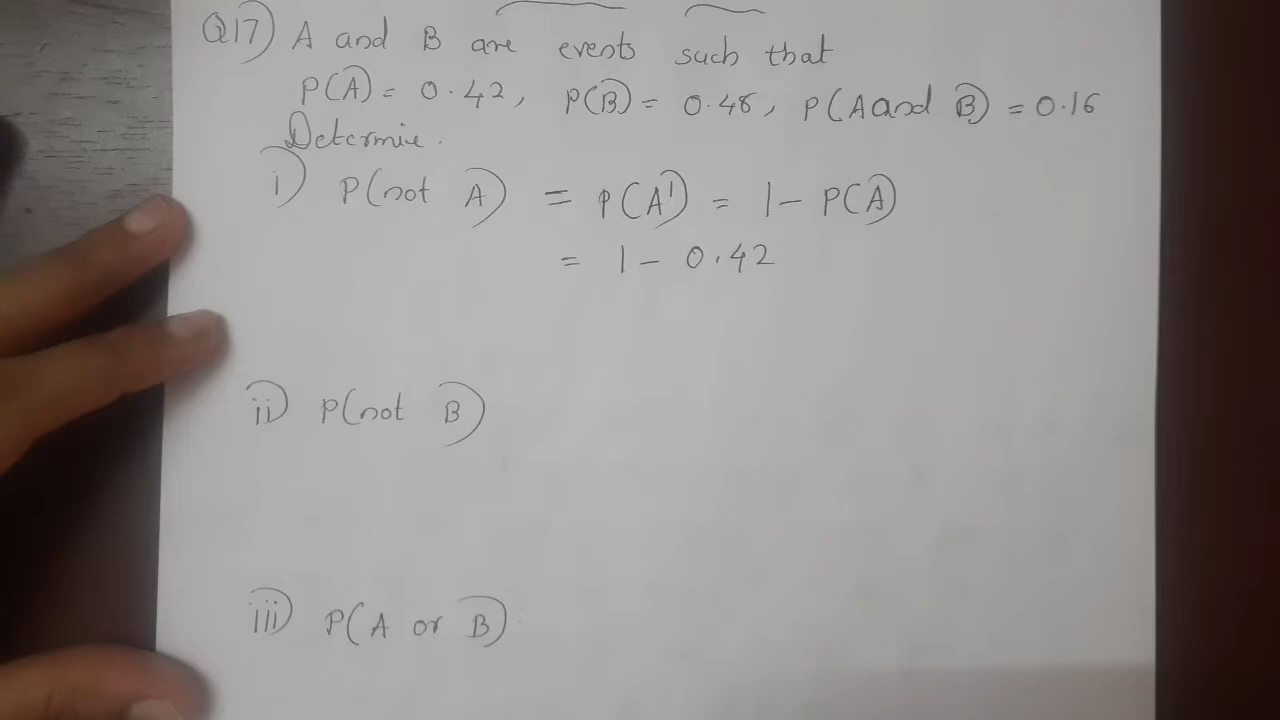 Q17) A and B are events such that
P(A) = 0.42, P(B) = 0.48, P(A and B) = 0.16
Determie.
i) P(not A) = P(A') = 1 - P(A)
= 1 - 0.42
ii) P(not B)
iii) P(A or B).